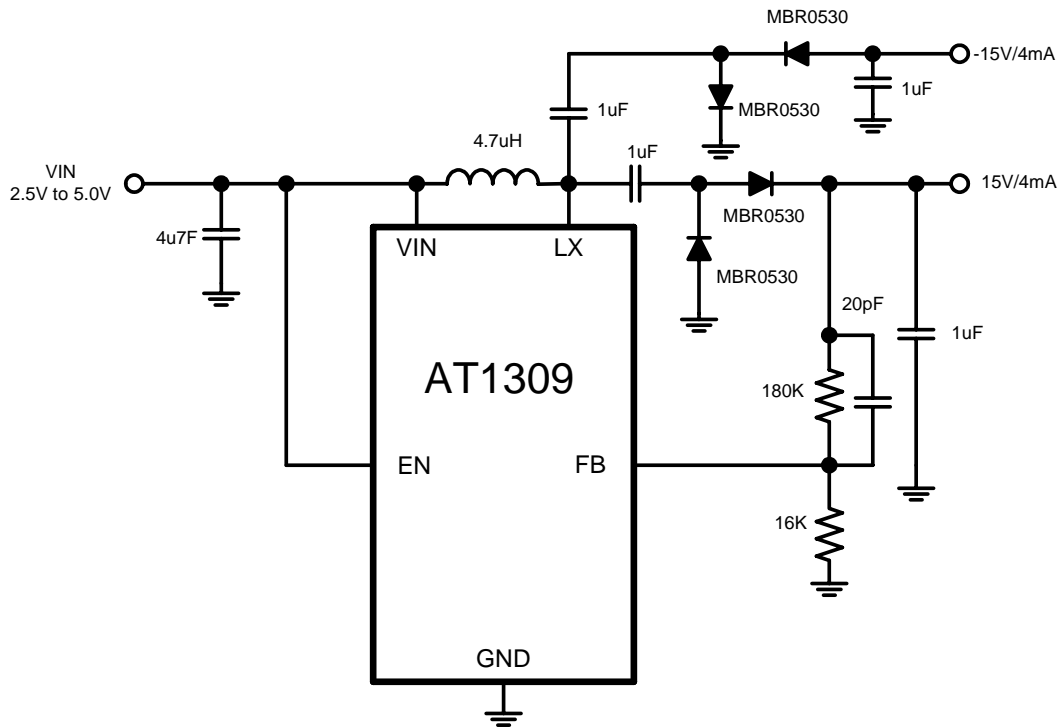 MBR0530
-15V/4mA
1uF
MBR0530
1uF
4.7uH
1uF
VIN
2.5V to 5.0V
15V/4mA
MBR0530
4u7F
VIN
LX
MBR0530
20pF
1uF
AT1309
180K
EN
FB
16K
GND